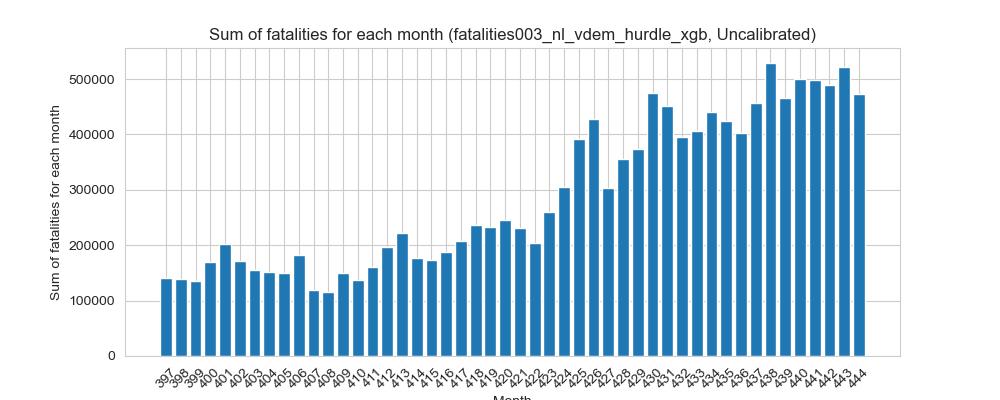 Sum of fatalities for each month (fatalities003_nl_vdem_hurdle_xgb, Uncalibrated)
Sum of fatalities for each month
500000
400000
300000
200000
100000
0
397 398 399 400 401 402 403 404 405 406 407 408 409 410 411 412 413 414 415 416 417 418 419 420 421 422 423 424 425 426 427 428 429 430 431 432 433 434 435 436 437 438 439 440 441 442 443 444
Month